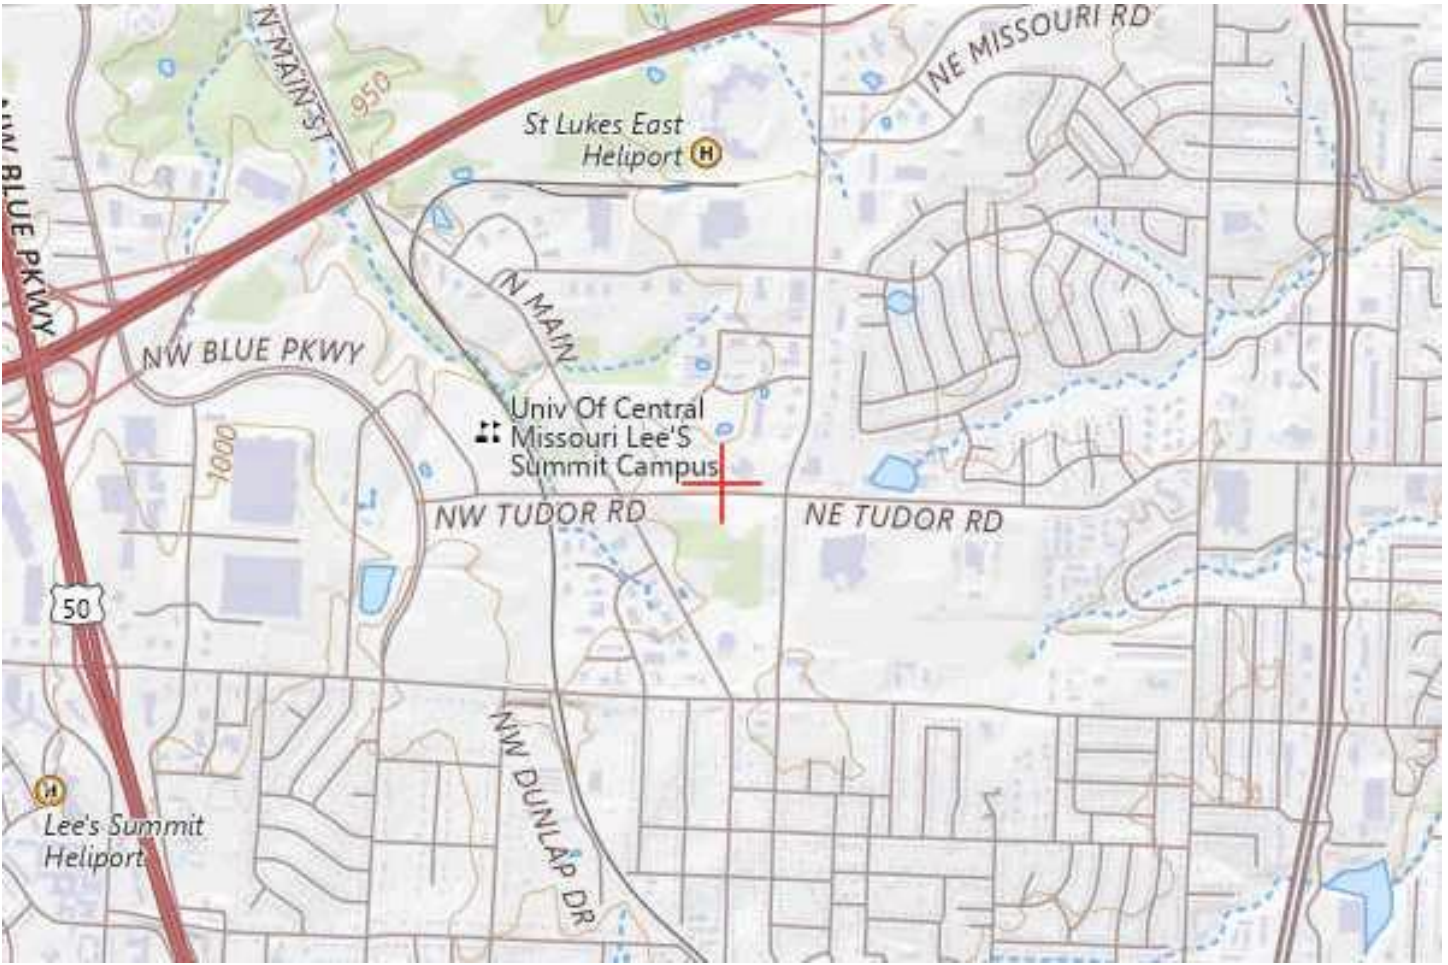 N MAIN ST
950
NE MISSOURI RD
St Lukes East
Heliport
H
NW BLUE PKWY
N MAIN
NW BLUE PKWY
Univ Of Central
Missouri Lee'S
Summit Campus
1000
NW TUDOR RD
NE TUDOR RD
50
NW DUNLAP DR
H
Lee's Summit
Heliport